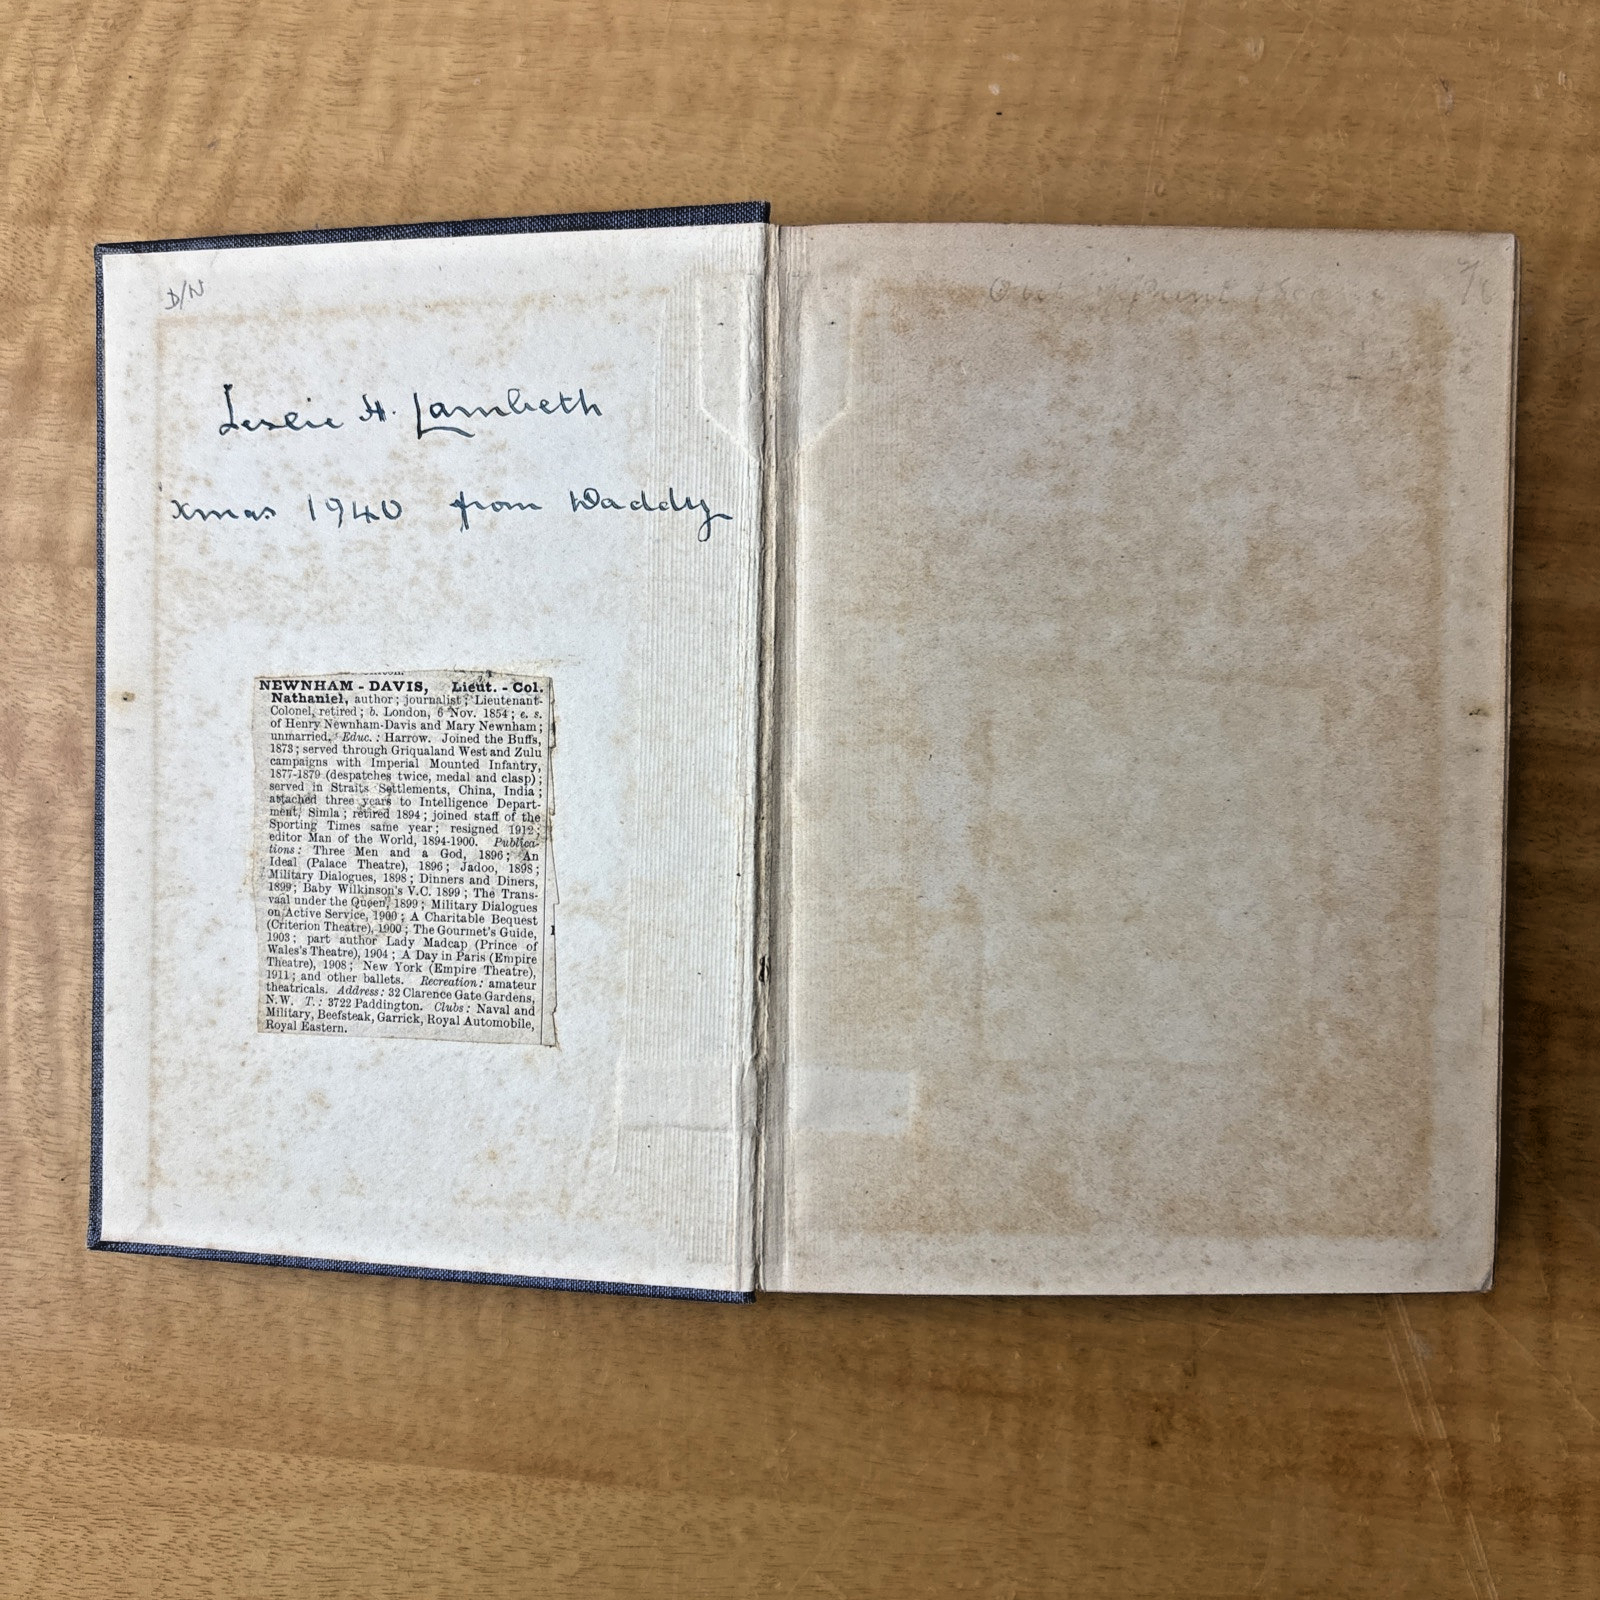 D/N
Leslie H. Lambeth
Xmas 1940 from Waddy
NEWNHAM - DAVIS, Lieut. - Col.
Nathaniel, author; journalist; Lieutenant-
Colonel, retired; b. London, 6 Nov. 1854; e. s.
of Henry Newnham-Davis and Mary Newnham;
unmarried. Educ.: Harrow. Joined the Buffs,
1873; served through Griqualand West and Zulu
campaigns with Imperial Mounted Infantry,
1877-1879 (despatches twice, medal and clasp);
served in Straits Settlements, China, India;
attached three years to Intelligence Depart-
ment, Simla; retired 1894; joined staff of the
Sporting Times same year; resigned 1912;
editor Man of the World, 1894-1900. Publica-
tions: Three Men and a God, 1896; An
Ideal (Palace Theatre), 1896; Jadoo, 1898;
Military Dialogues, 1898; Dinners and Diners,
1899; Baby Wilkinson's V.C. 1899; The Trans-
vaal under the Queen, 1899; Military Dialogues
on Active Service, 1900; A Charitable Bequest
(Criterion Theatre), 1900; The Gourmet's Guide,
1903; part author Lady Madcap (Prince of
Wales's Theatre), 1904; A Day in Paris (Empire
Theatre), 1908; New York (Empire Theatre),
1911; and other ballets. Recreation: amateur
theatricals. Address: 32 Clarence Gate Gardens,
N.W. T.: 3722 Paddington. Clubs: Naval and
Military, Beefsteak, Garrick, Royal Automobile,
Royal Eastern.
Out of Print
7/6